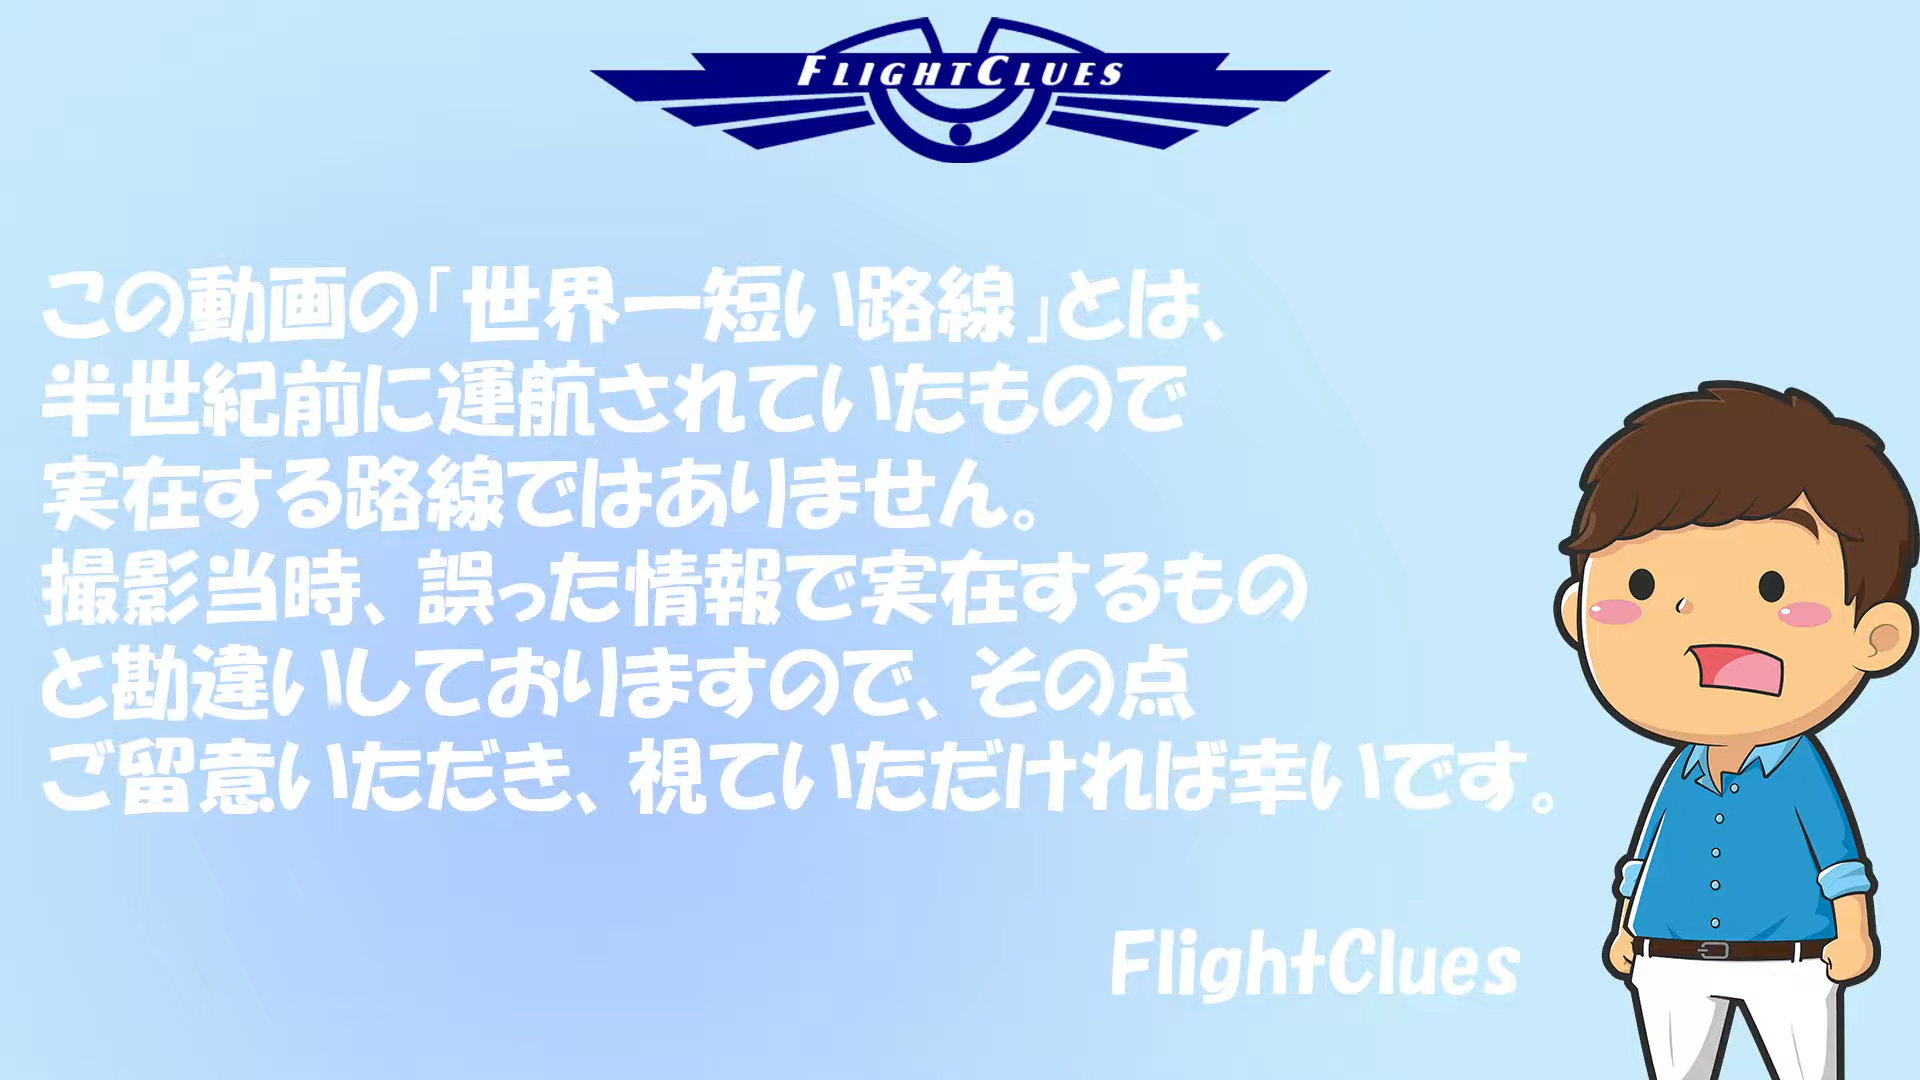 FLIGHTCLUES
この動画の「世界一短い路線」とは、
半世紀前に運航されていたもので
実在する路線ではありません。
撮影当時、誤った情報で実在するもの
と勘違いしておりますので、その点
ご留意いただき、視ていただければ幸いです。
FlightClues